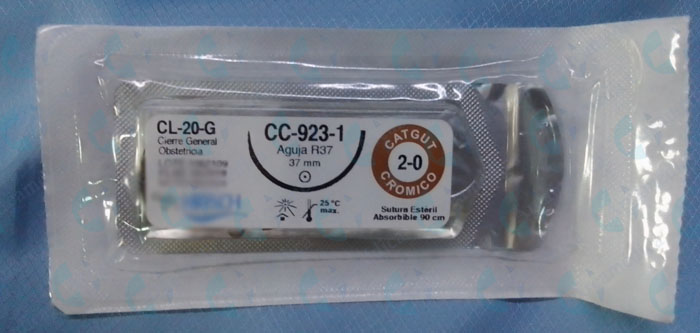 CL-20-G
Cierre General
Obstetricia
CC-923-1
Aguja R37
37 mm
25 °C
max.
CATGUT
2-0
CROMICO
Sutura Estéril
Absorbible 90 cm